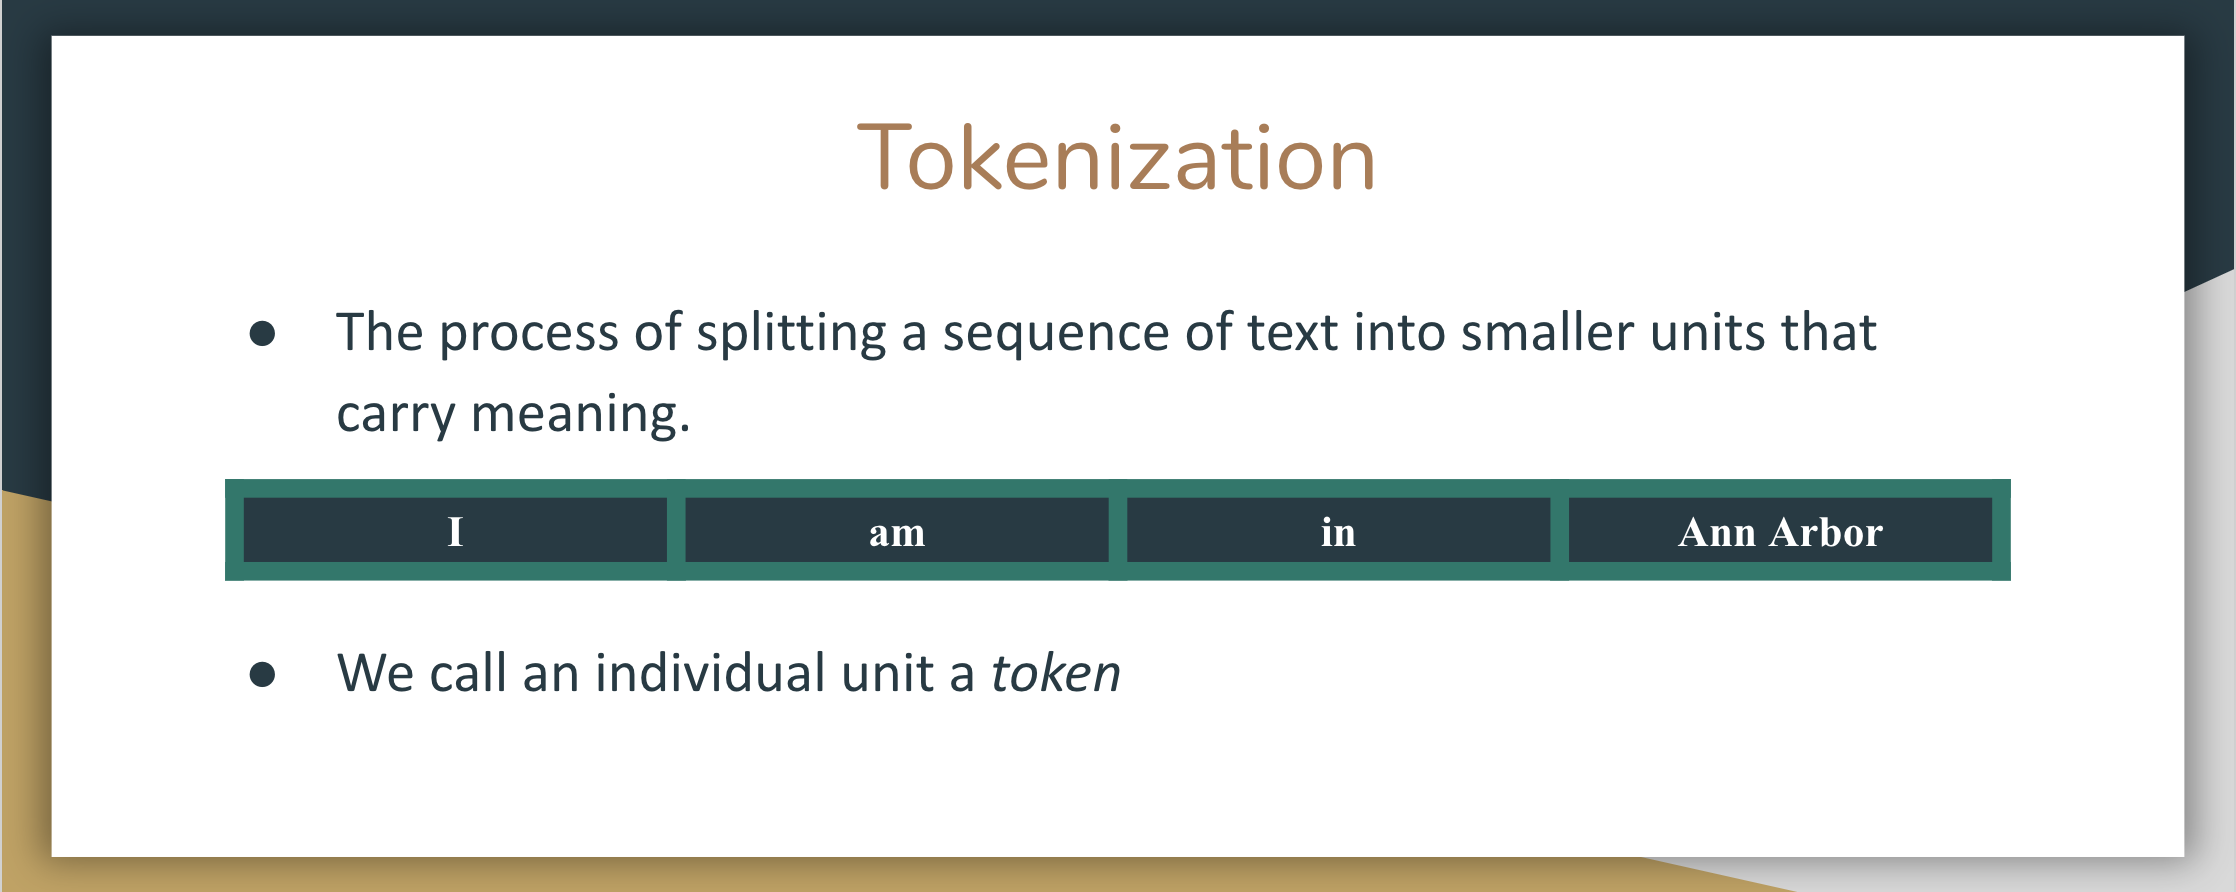 Tokenization
● The process of splitting a sequence of text into smaller units that
carry meaning.
I am in Ann Arbor
● We call an individual unit a token